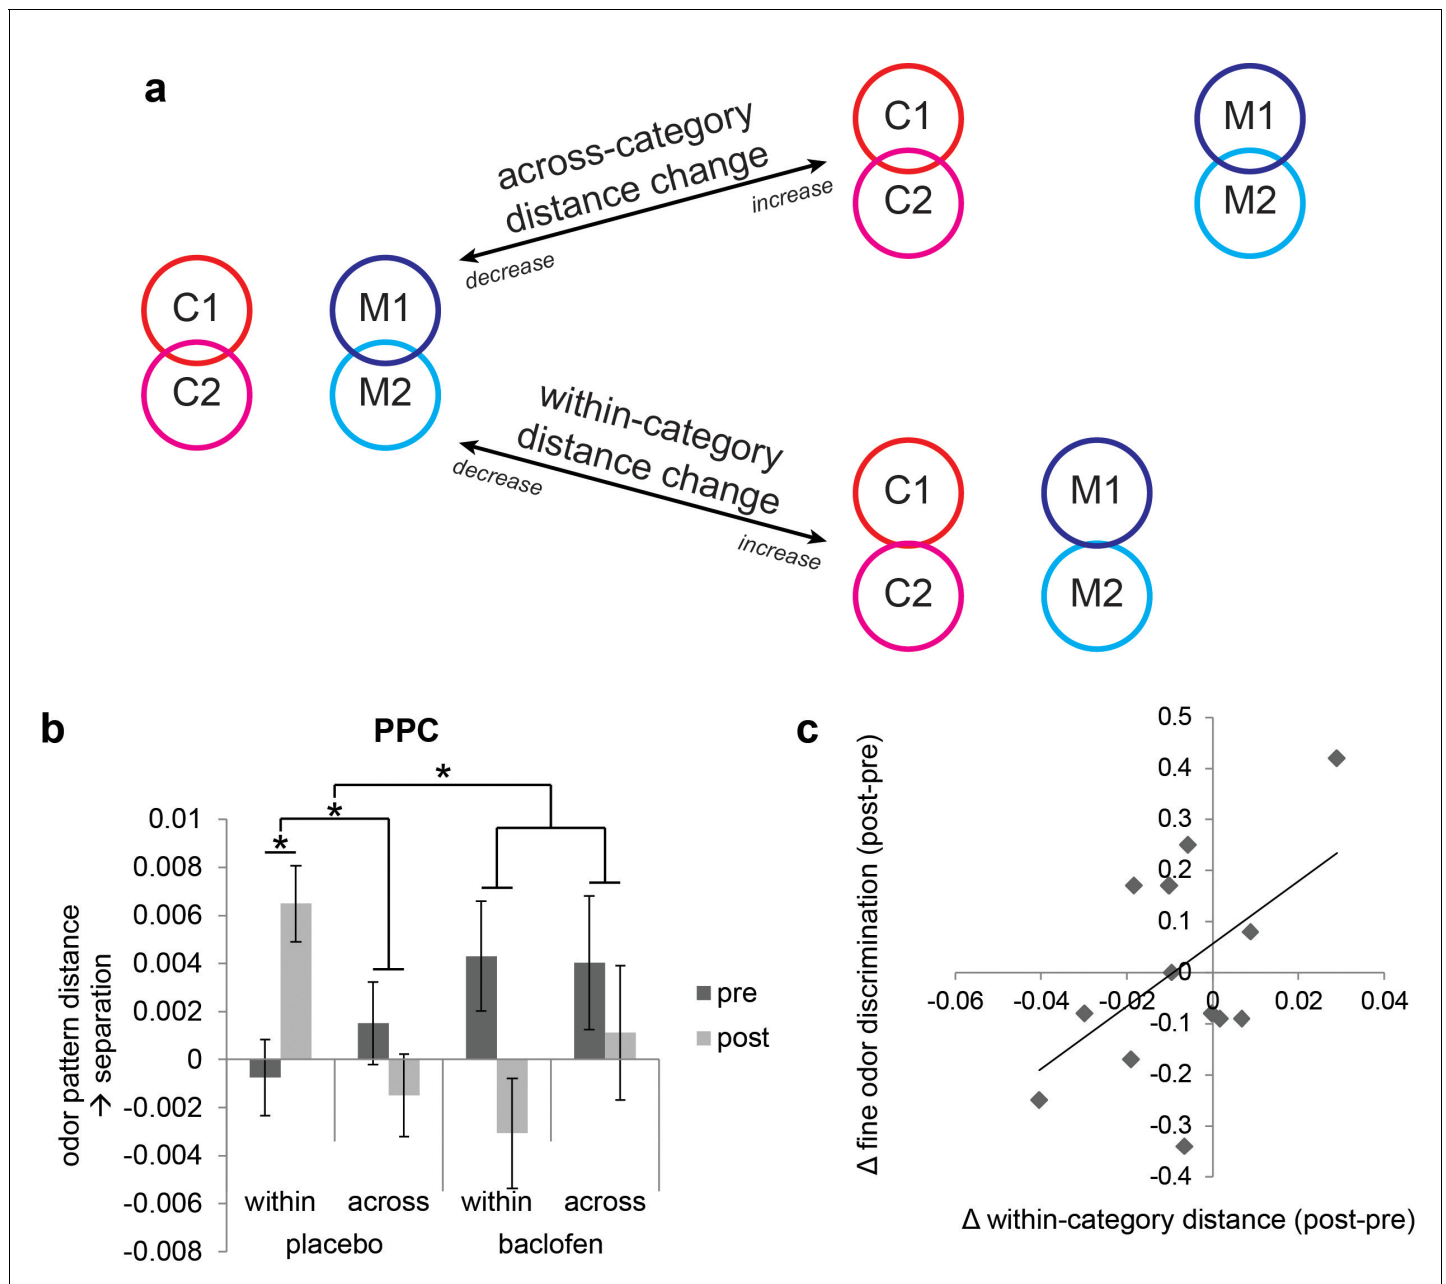 a
across-category
distance change
increase
decrease
C1
C2
M1
M2
C1
C2
M1
M2
within-category
distance change
decrease
increase
C1
C2
M1
M2
b
PPC
*
*
*
0.01
0.008
0.006
0.004
0.002
0
-0.002
-0.004
-0.006
-0.008
odor pattern distance
→ separation
within
across
within
across
placebo
baclofen
pre
post
c
0.5
0.4
0.3
0.2
0.1
0
-0.1
-0.2
-0.3
-0.4
-0.06 -0.04 -0.02 0 0.02 0.04
Δ fine odor discrimination (post-pre)
Δ within-category distance (post-pre)